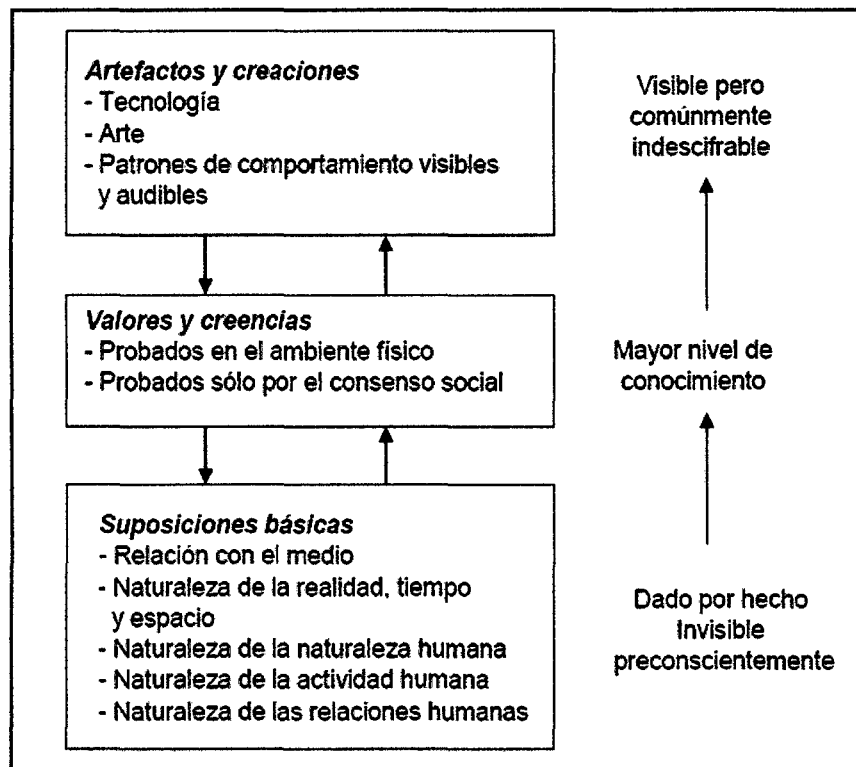 Artefactos y creaciones
- Tecnología
- Arte
- Patrones de comportamiento visibles
y audibles
Visible pero
comúnmente
indescifrable
Valores y creencias
- Probados en el ambiente físico
- Probados sólo por el consenso social
Mayor nivel de
conocimiento
Suposiciones básicas
- Relación con el medio
- Naturaleza de la realidad, tiempo
y espacio
- Naturaleza de la naturaleza humana
- Naturaleza de la actividad humana
- Naturaleza de las relaciones humanas
Dado por hecho
Invisible
preconscientemente